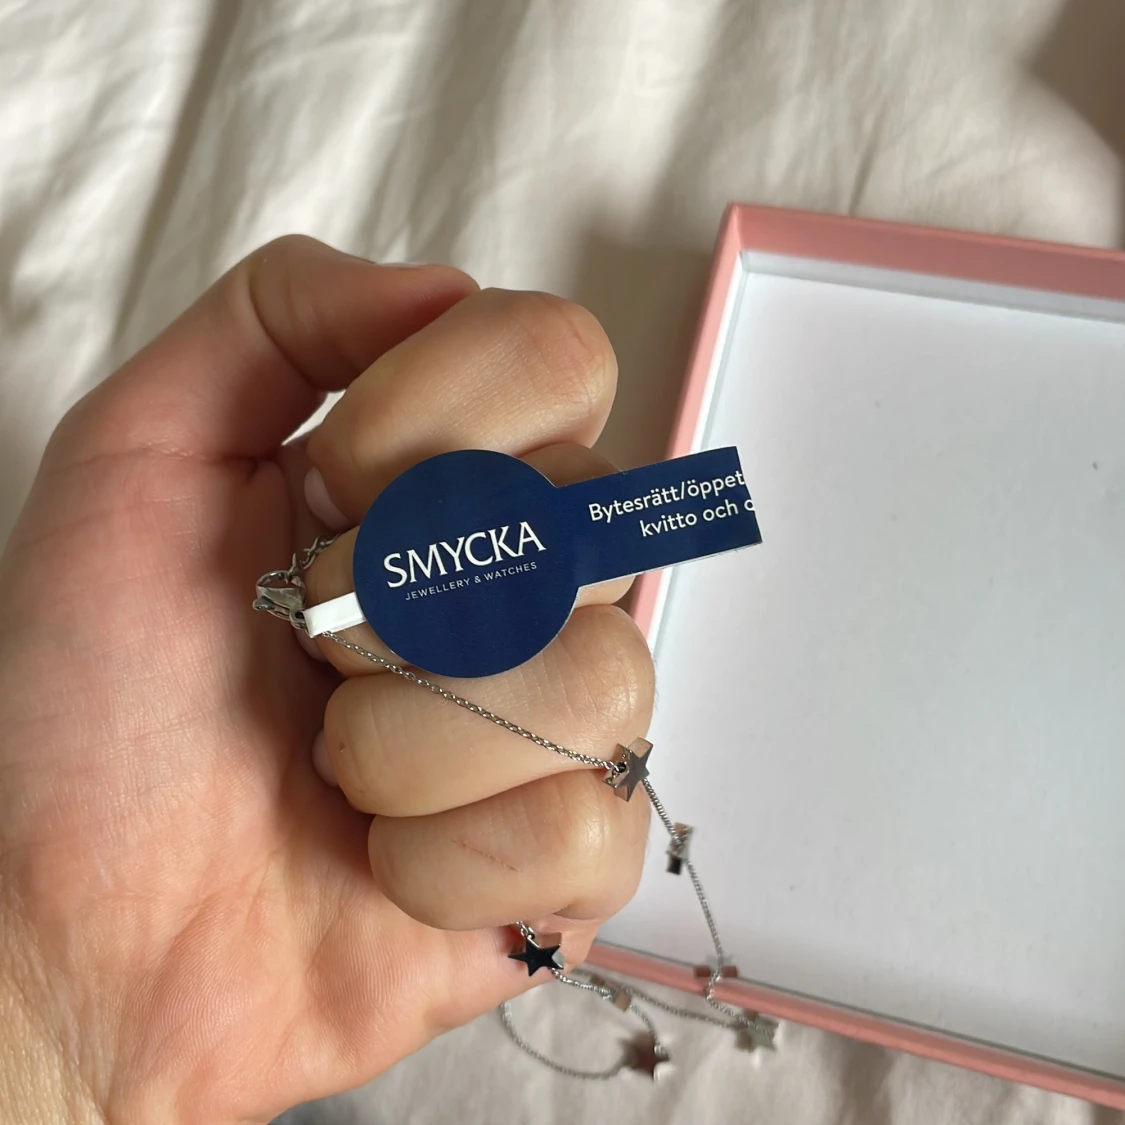 SMYCKA
JEWELLERY & WATCHES
Bytesrätt/öppet
kvitto och